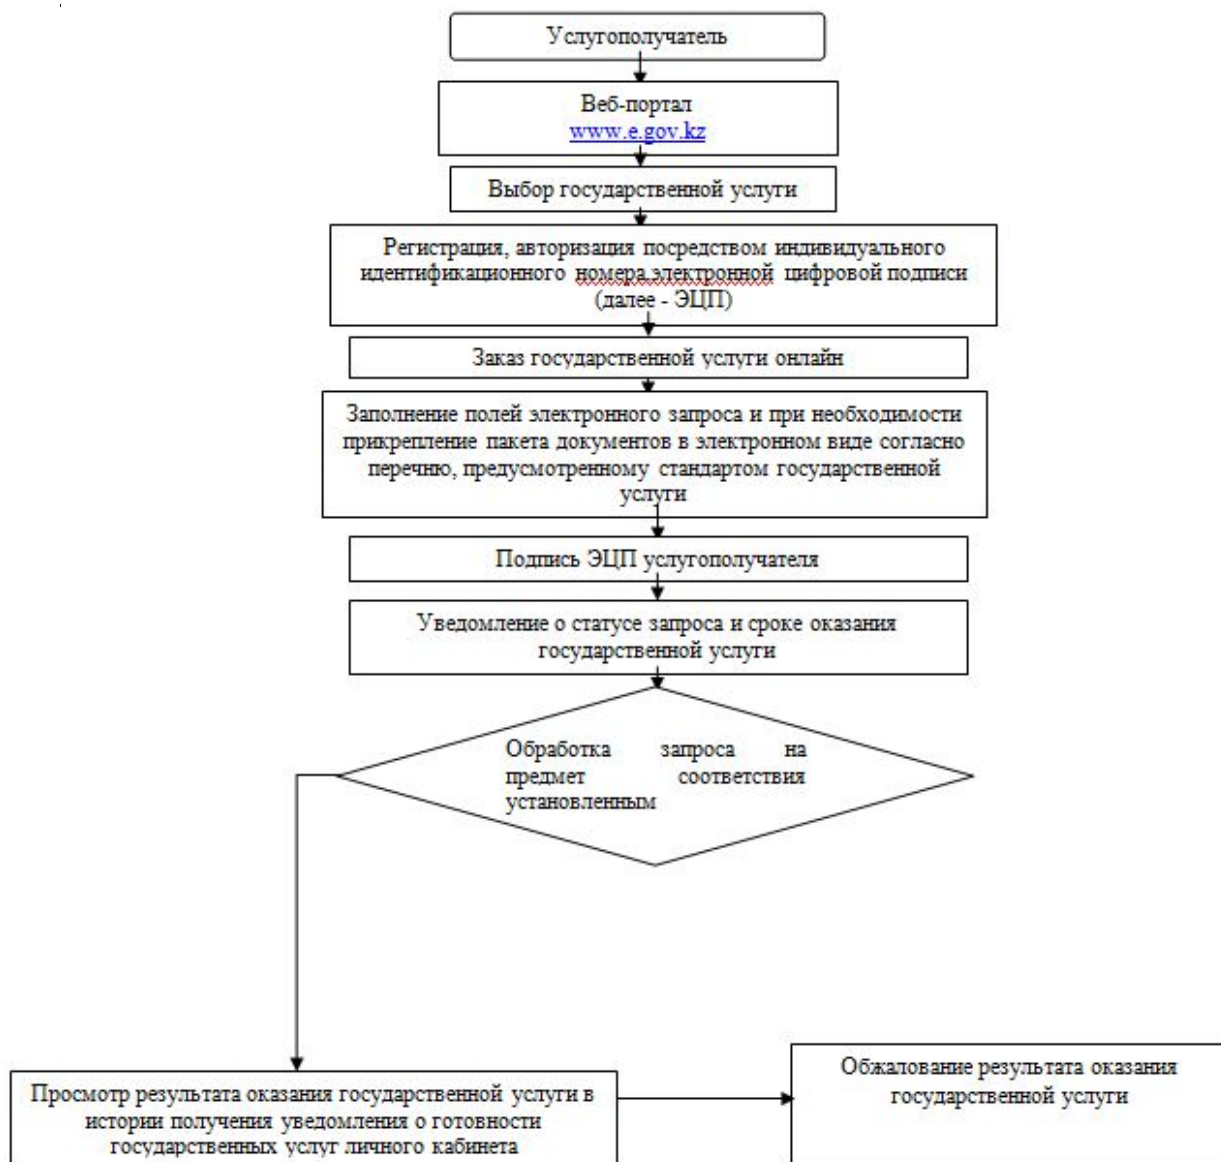 Услугополучатель
Веб-портал
www.e.gov.kz
Выбор государственной услуги
Регистрация, авторизация посредством индивидуального
идентификационного номера,электронной цифровой подписи
(далее - ЭЦП)
Заказ государственной услуги онлайн
Заполнение полей электронного запроса и при необходимости
прикрепление пакета документов в электронном виде согласно
перечню, предусмотренному стандартом государственной
услуги
Подпись ЭЦП услугополучателя
Уведомление о статусе запроса и сроке оказания
государственной услуги
Обработка запроса на
предмет соответствия
установленным
Просмотр результата оказания государственной услуги в
истории получения уведомления о готовности
государственных услуг личного кабинета
Обжалование результата оказания
государственной услуги